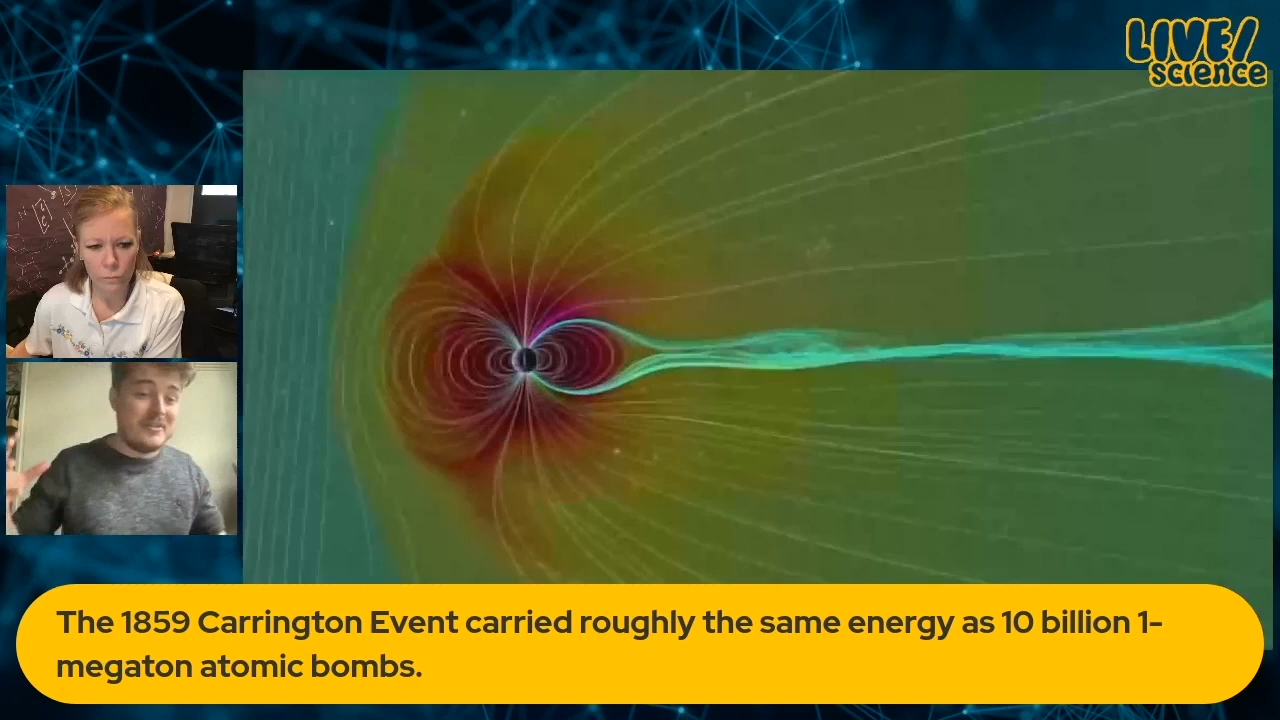 LIVE/
science
The 1859 Carrington Event carried roughly the same energy as 10 billion 1-
megaton atomic bombs.